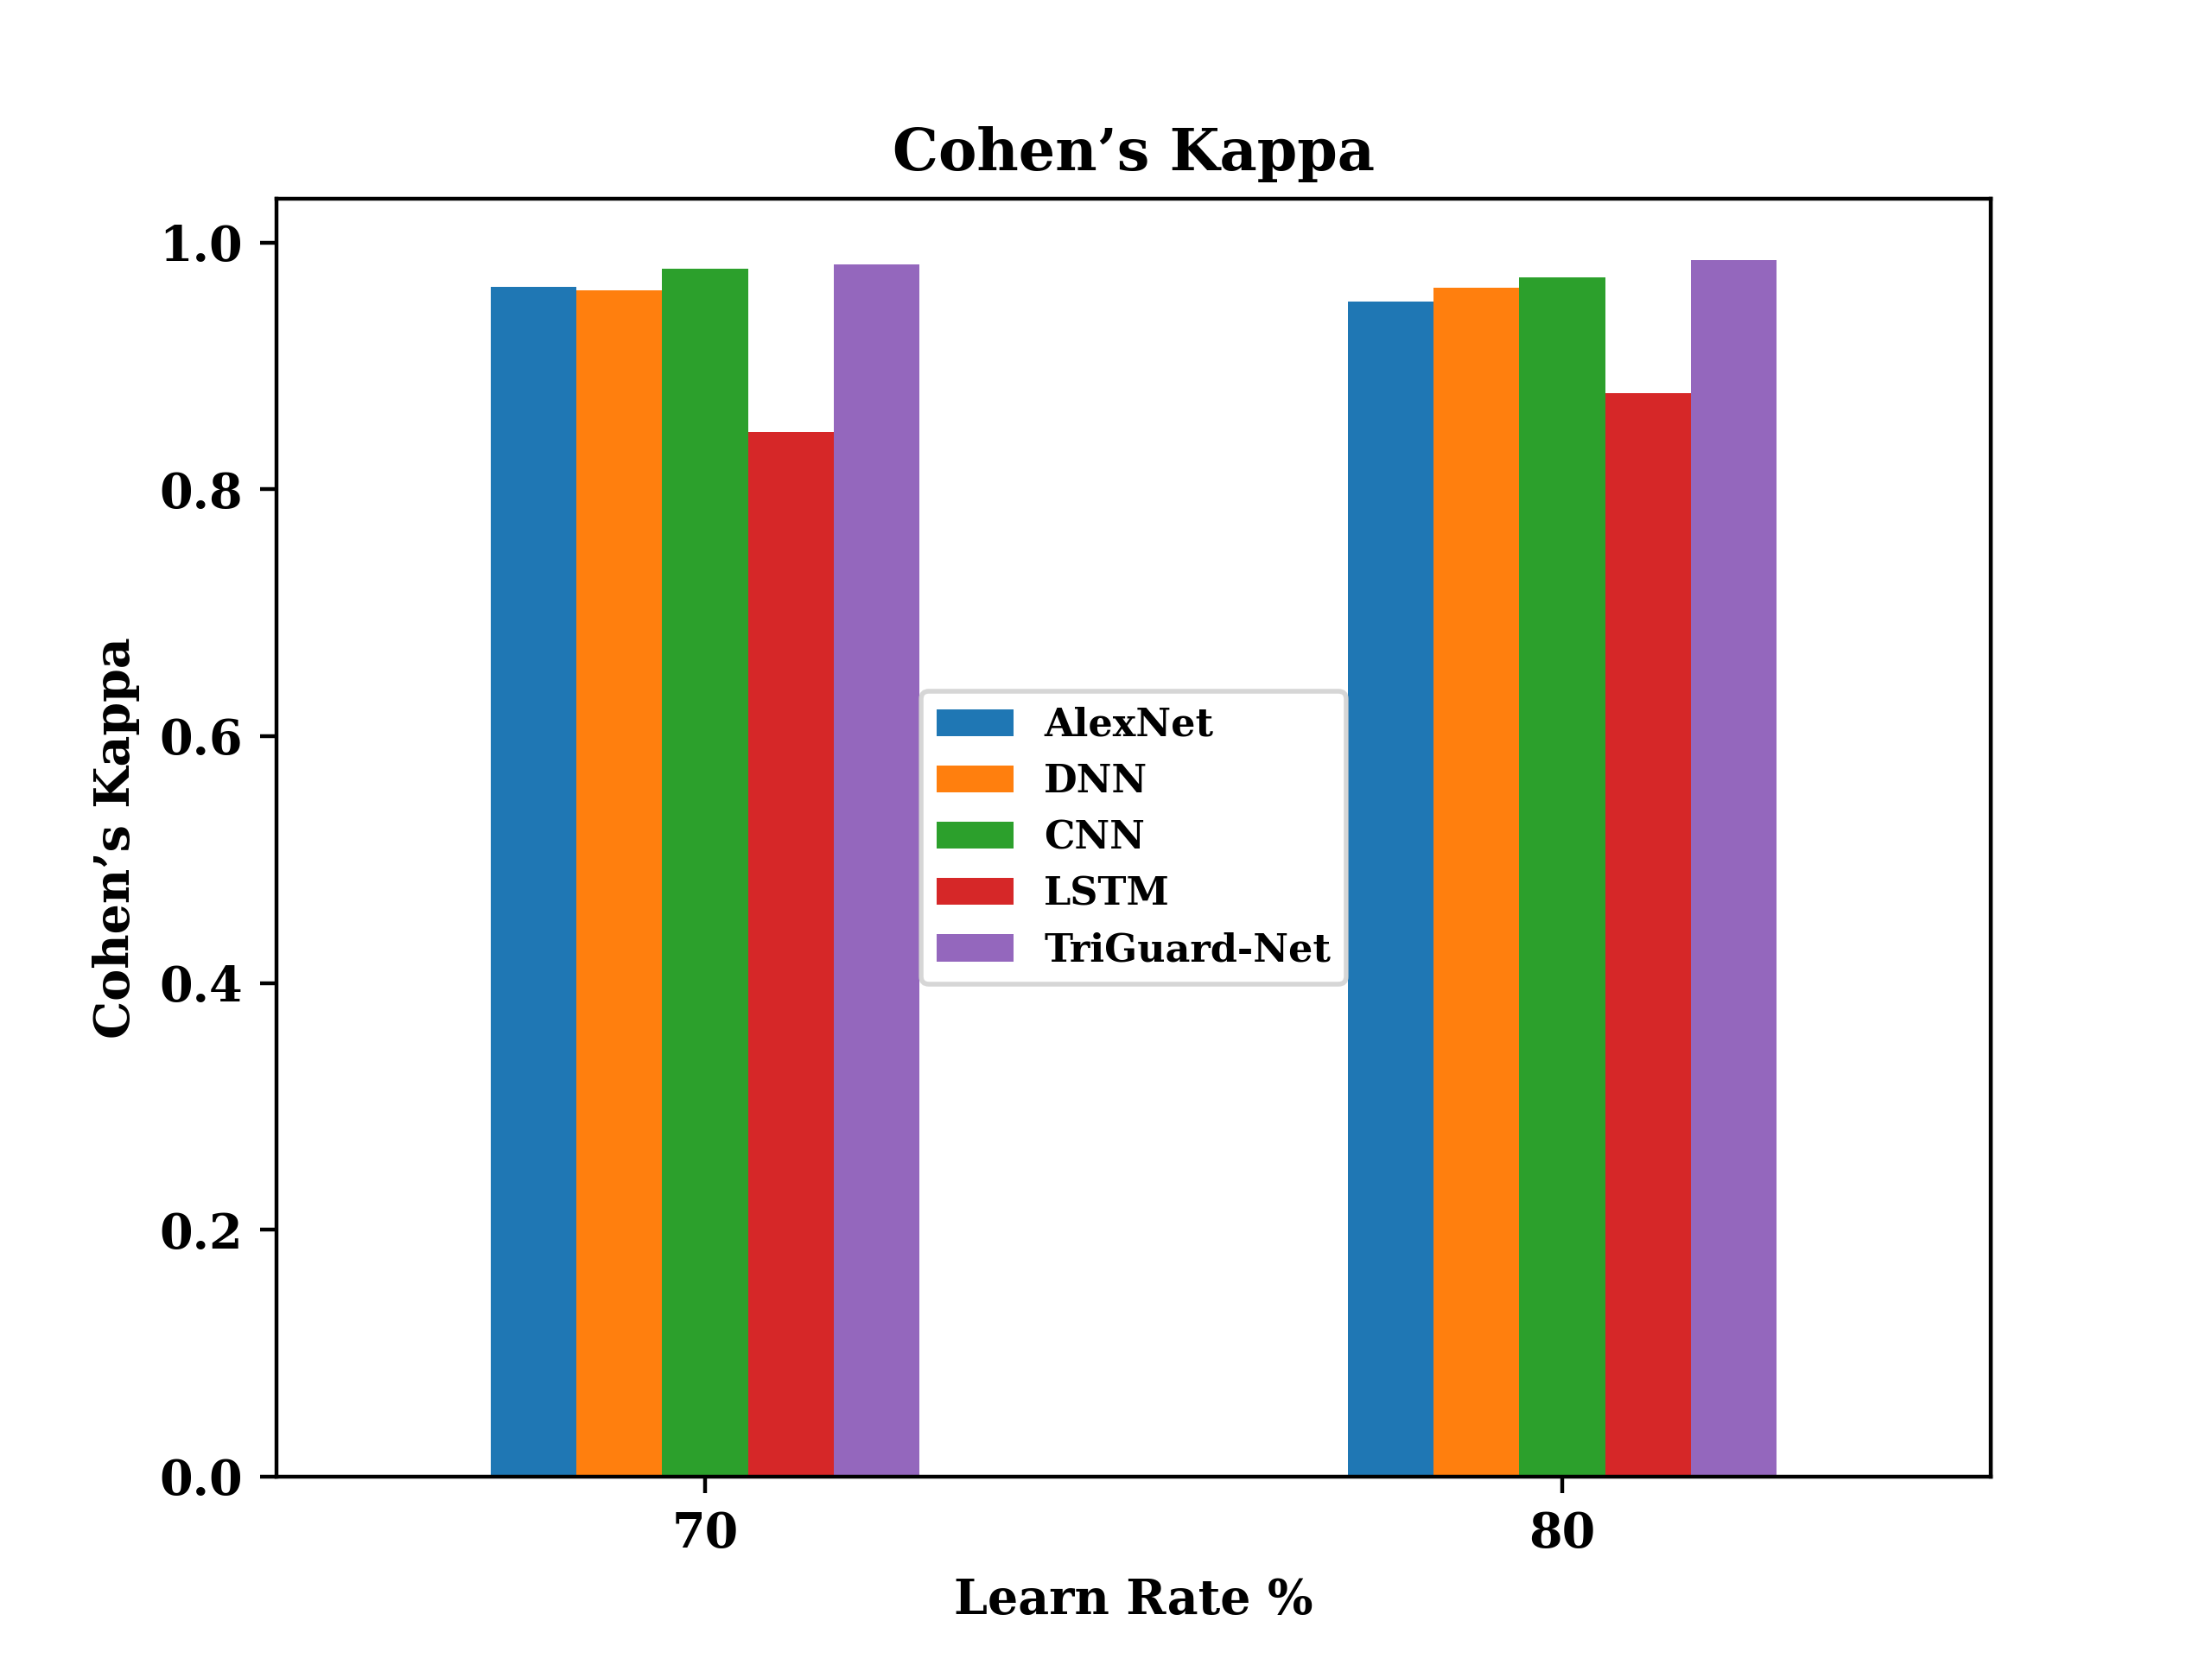 Cohen’s Kappa
Cohen’s Kappa
1.0
0.8
0.6
0.4
0.2
0.0
AlexNet
DNN
CNN
LSTM
TriGuard-Net
70
80
Learn Rate %